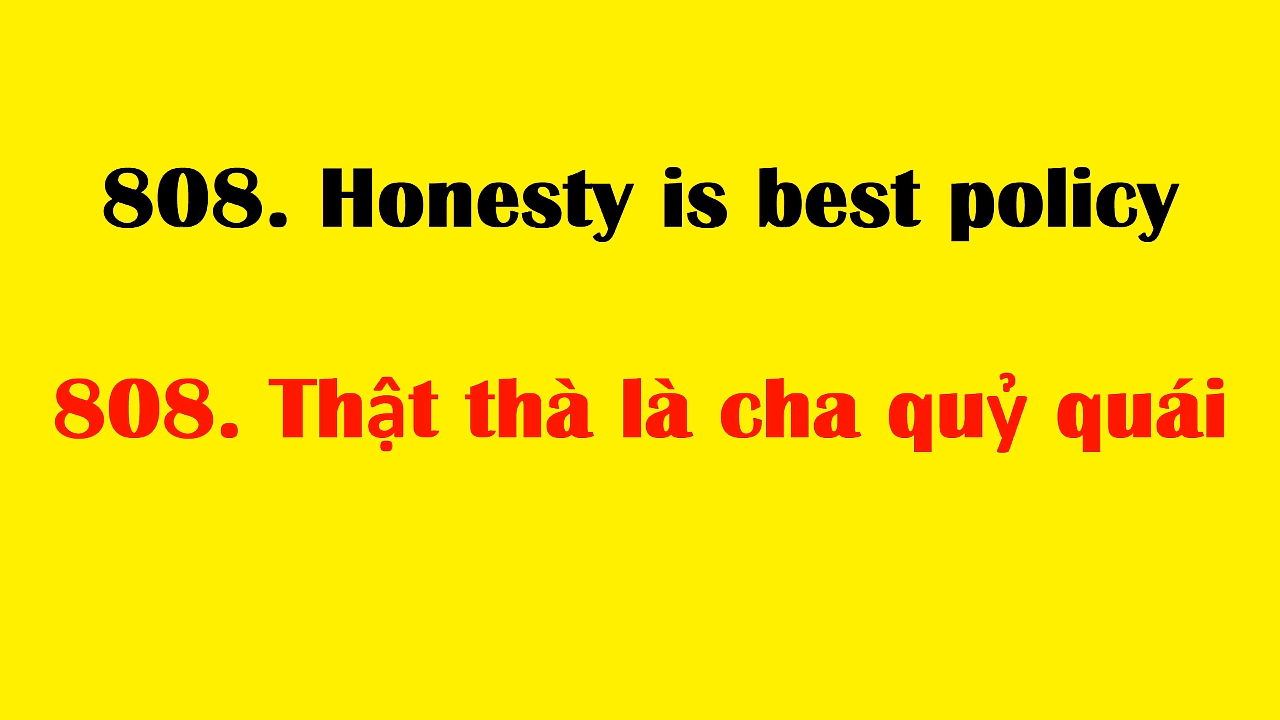 808. Honesty is best policy
808. Thật thà là cha quỷ quái